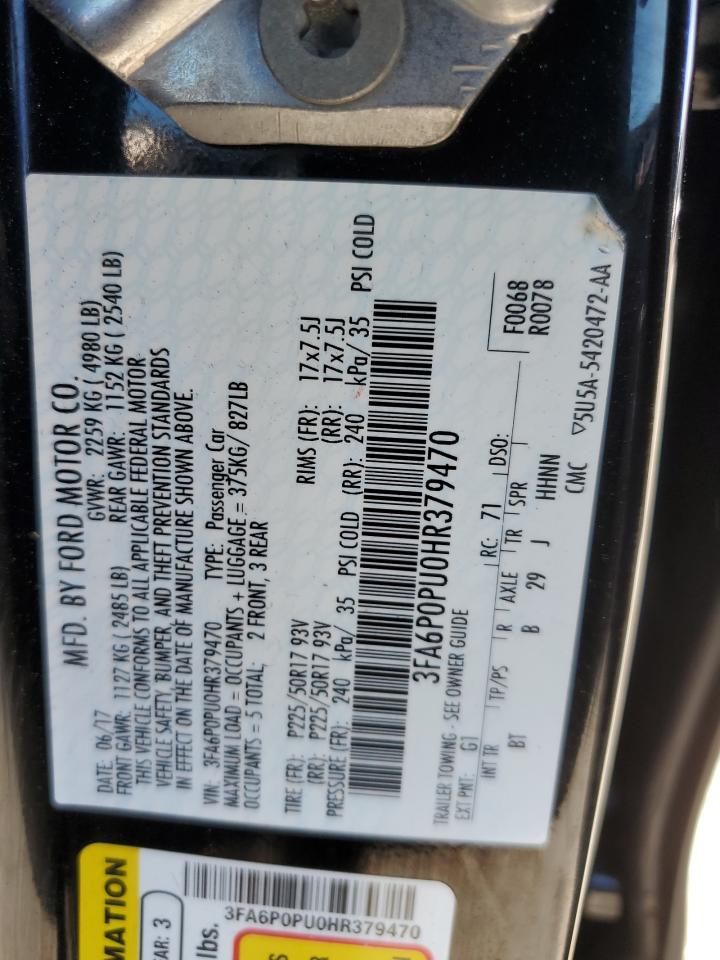 MFD. BY FORD MOTOR CO.
DATE: 06/17 GVWR: 2259 KG ( 4980 LB)
FRONT GAWR: 1127 KG ( 2485 LB) REAR GAWR: 1152 KG ( 2540 LB)
THIS VEHICLE CONFORMS TO ALL APPLICABLE FEDERAL MOTOR
VEHICLE SAFETY, BUMPER, AND THEFT PREVENTION STANDARDS
IN EFFECT ON THE DATE OF MANUFACTURE SHOWN ABOVE.
VIN: 3FA6P0PU0HR379470 TYPE: Passenger Car
MAXIMUM LOAD = OCCUPANTS + LUGGAGE = 375KG/ 827LB
OCCUPANTS = 5 TOTAL, 2 FRONT, 3 REAR
TIRE (FR): P225/50R17 93V RIMS (FR): 17x7.5J
(RR): P225/50R17 93V (RR): 17x7.5J
PRESSURE (FR): 240 kPa/ 35 PSI COLD (RR): 240 kPa/ 35 PSI COLD
3FA6P0PU0HR379470
TRAILER TOWING - SEE OWNER GUIDE
EXT PNT: G1 RC: 71 DSO: F0068
R0078
INT TR TP/PS R AXLE TR SPR
BT B 29 J HHNN
CMC ▽5U5A-5420472-AA
MATION
EAR: 3
lbs.
3FA6P0PU0HR379470